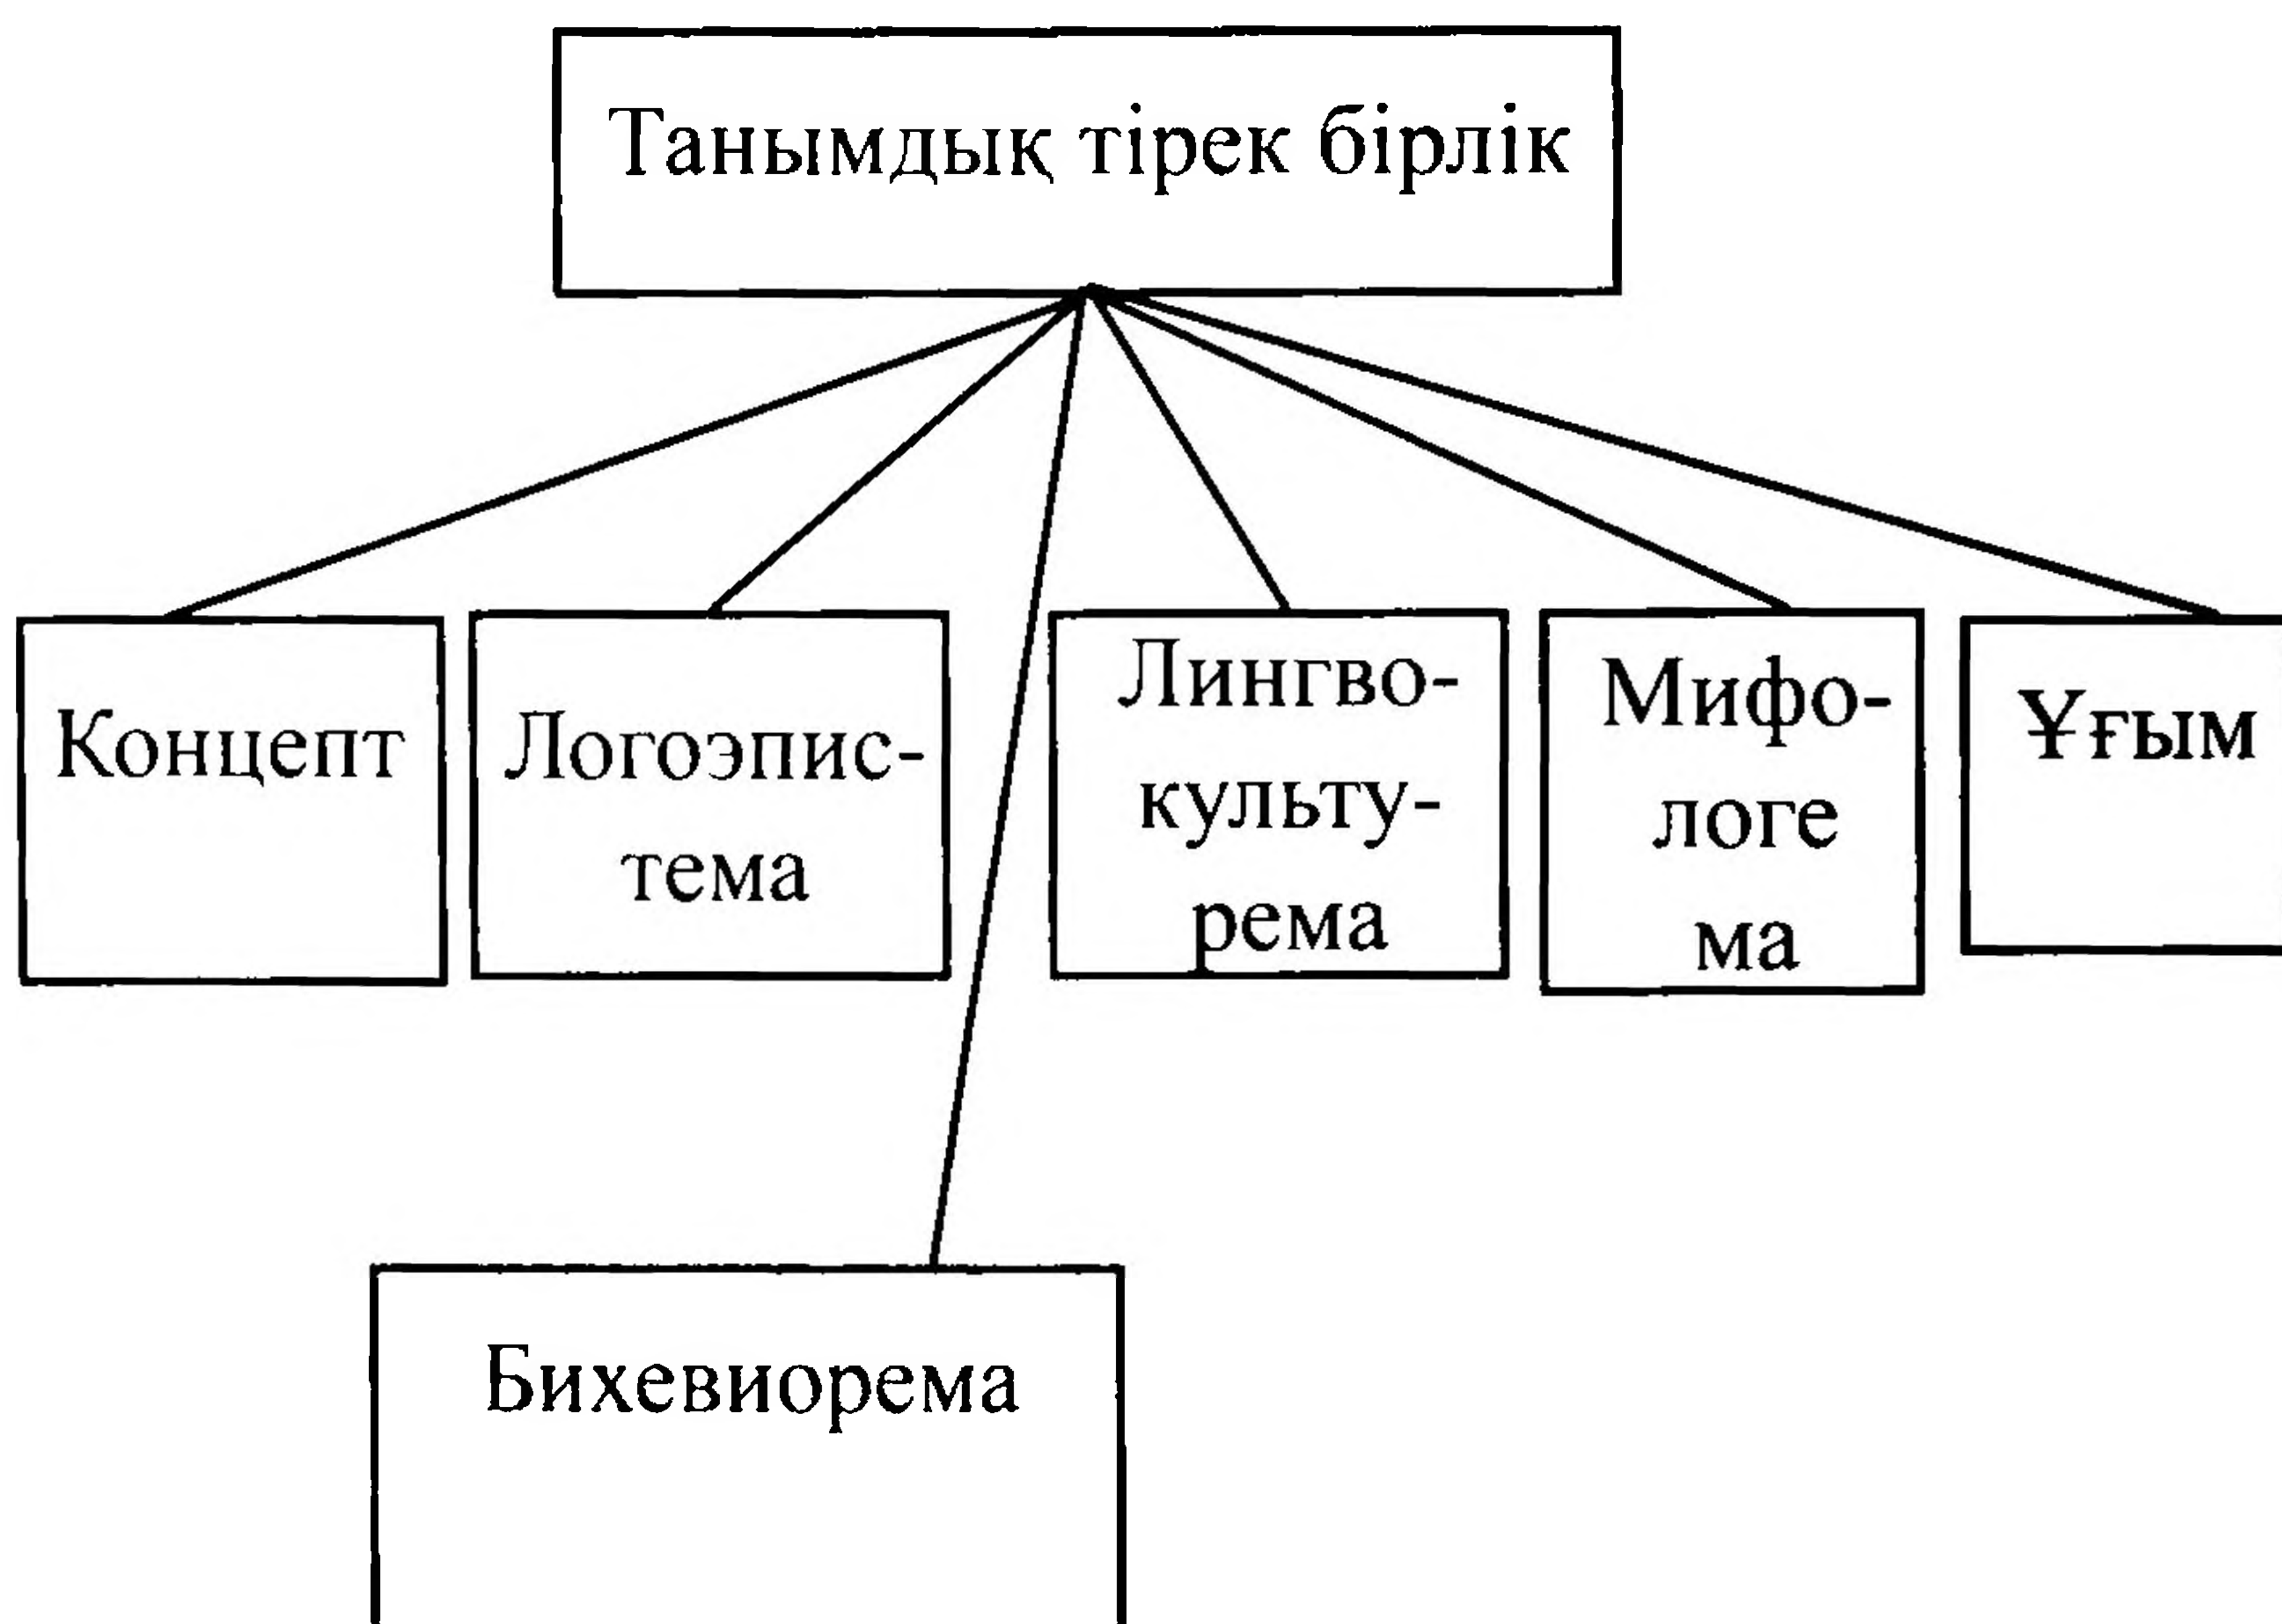 Танымдық тірек бірлік
Концепт
Логоэпис-
тема
Лингво-
культу-
рема
Мифо-
логе
ма
Ұғым
Бихевиорема